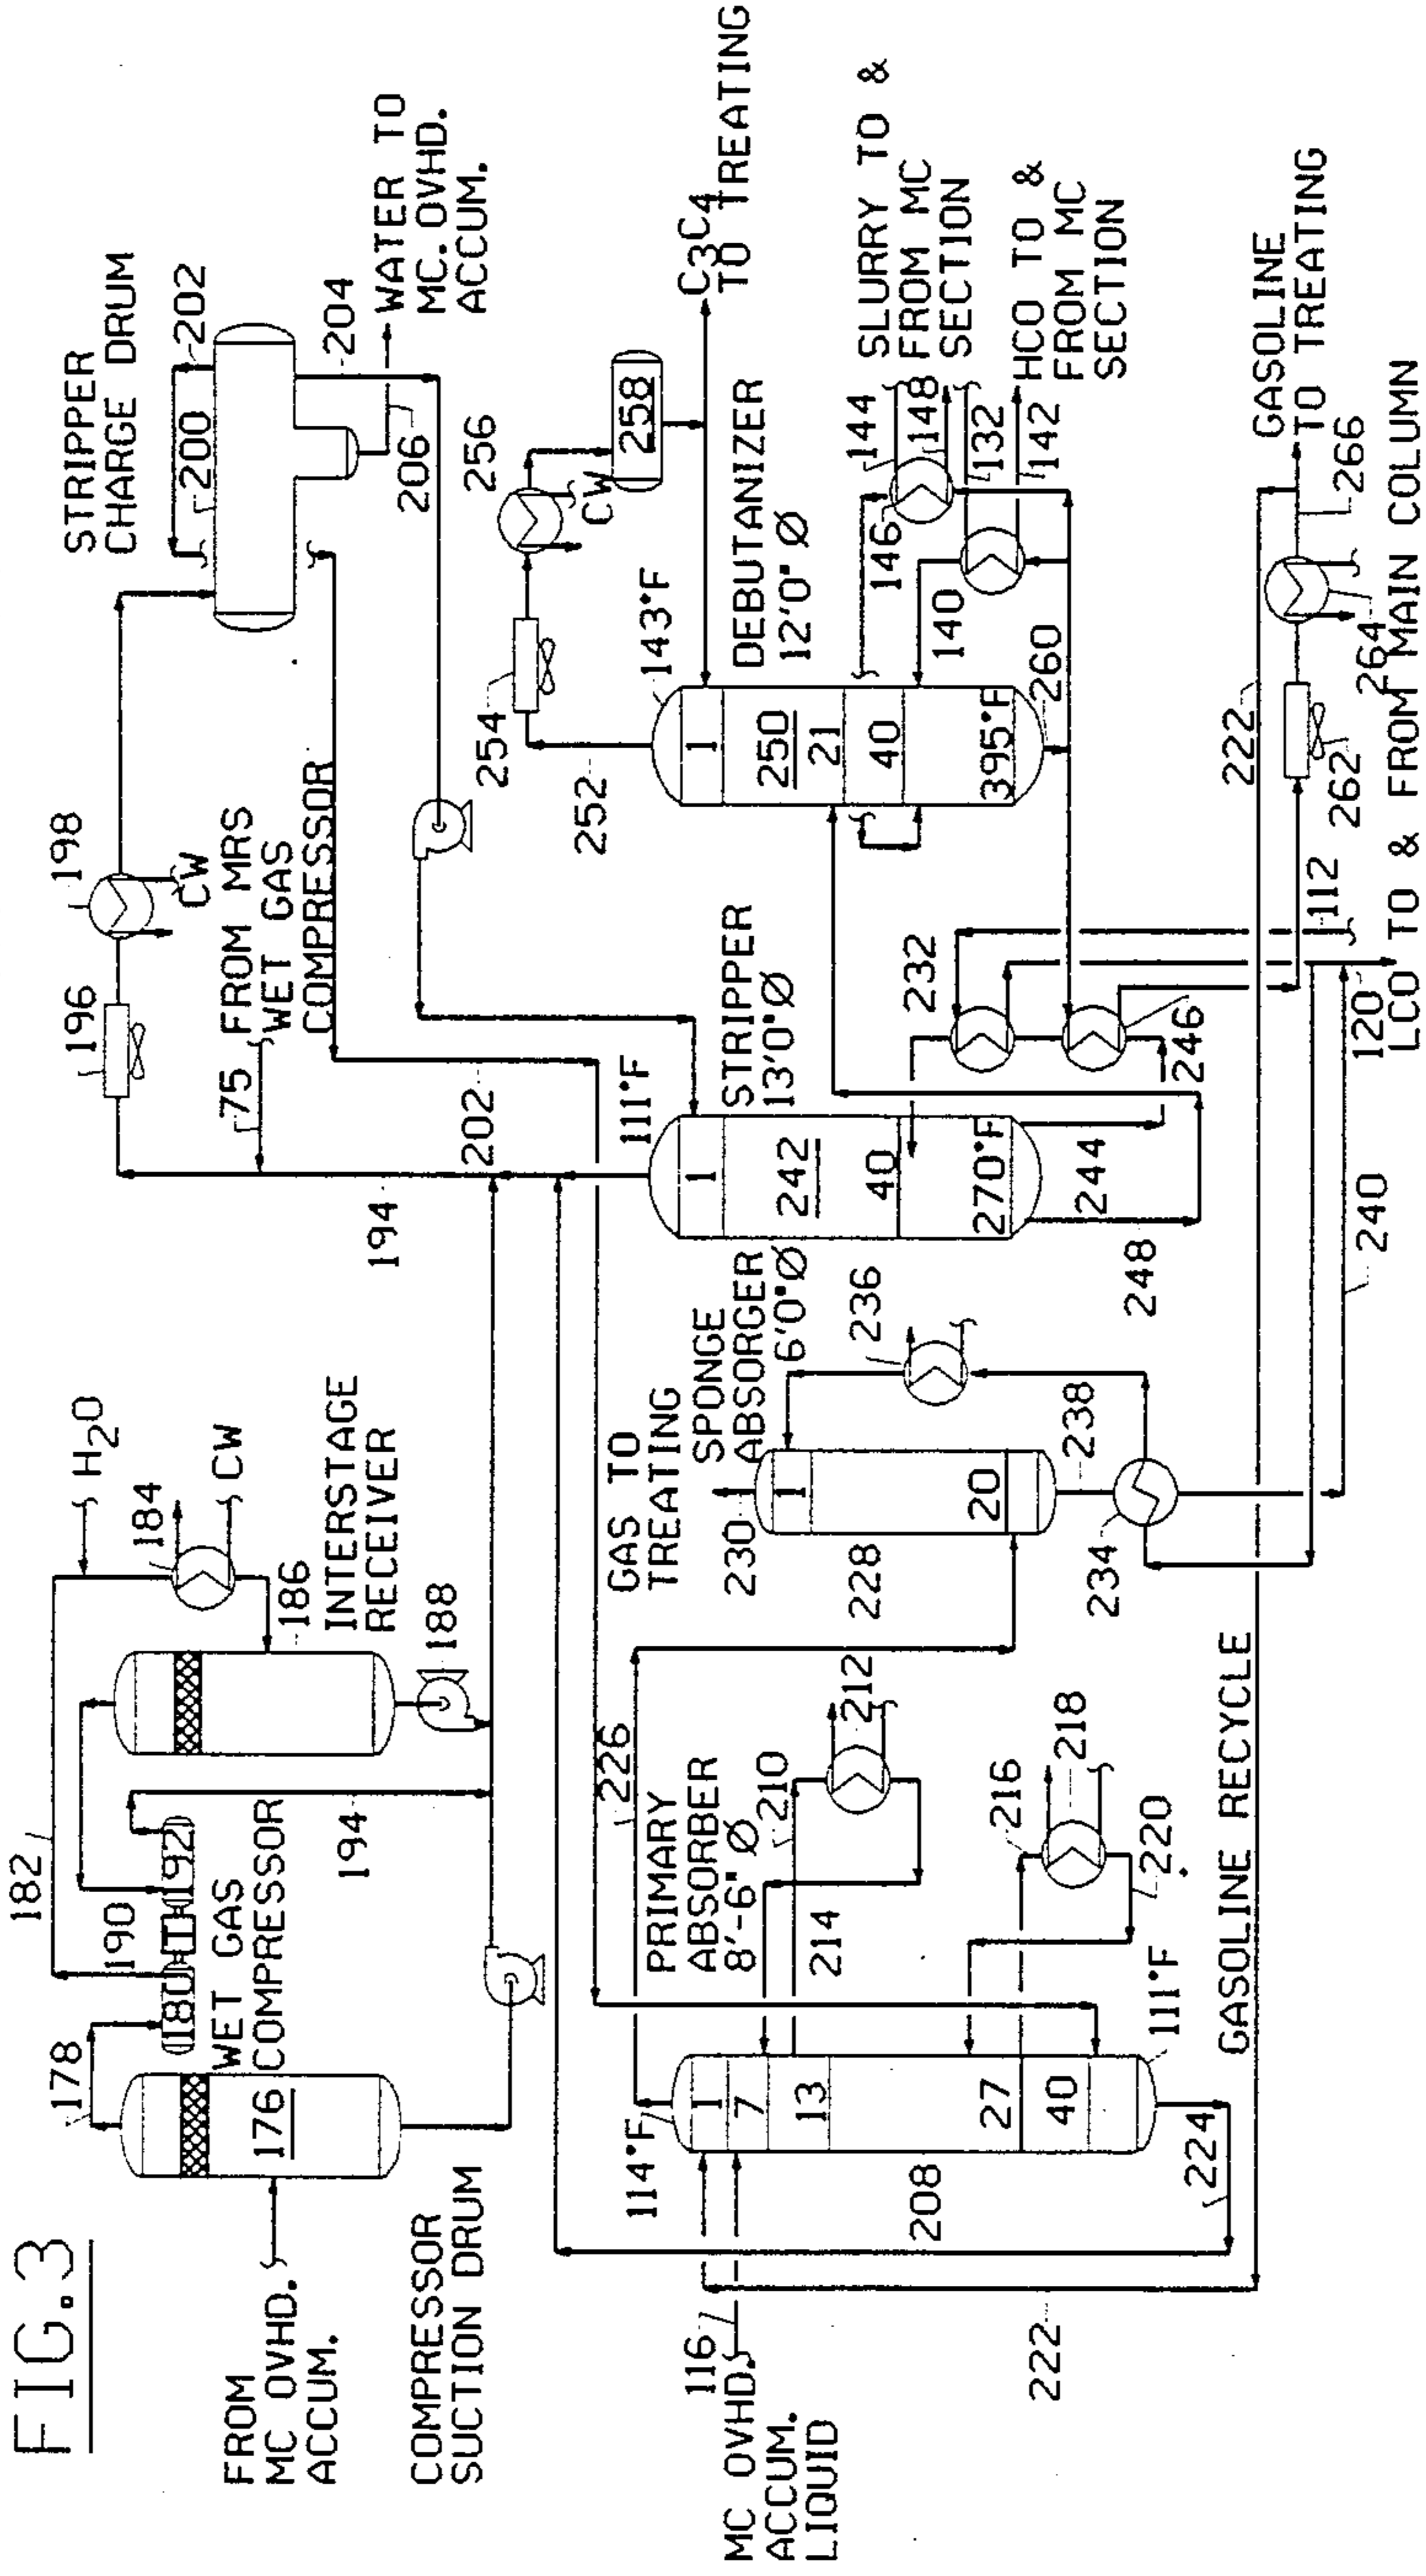 FIG.3
FROM
MC OVHD.
ACCUM.
COMPRESSOR
SUCTION DRUM
176
178
180
WET GAS
COMPRESSOR
182
190
192
194
H2O
184
CW
186
INTERSTAGE
RECEIVER
188
194
75
FROM MRS
WET GAS
COMPRESSOR
202
196
198
CW
STRIPPER
CHARGE DRUM
200
202
204
206
WATER TO
MC.OVHD.
ACCUM.
116
MC OVHD.
ACCUM.
LIQUID
114°F
1
7
13
27
40
208
111°F
PRIMARY
ABSORBER
8'-6" Ø
210
212
214
216
218
220
222
224
226
GASOLINE RECYCLE
GAS TO
TREATING
230
228
SPONGE
ABSORGER
6'0"Ø
1
20
234
236
238
240
111°F
STRIPPER
13'0"Ø
1
242
40
270°F
244
248
232
246
252
254
256
CW
258
C3C4
TO TREATING
143°F
DEBUTANIZER
12'0" Ø
1
250
21
40
395°F
260
140
146
144
148
132
142
SLURRY TO &
FROM MC
SECTION
HCO TO &
FROM MC
SECTION
222
262
264
266
GASOLINE
TO TREATING
112
120
LCO TO & FROM MAIN COLUMN